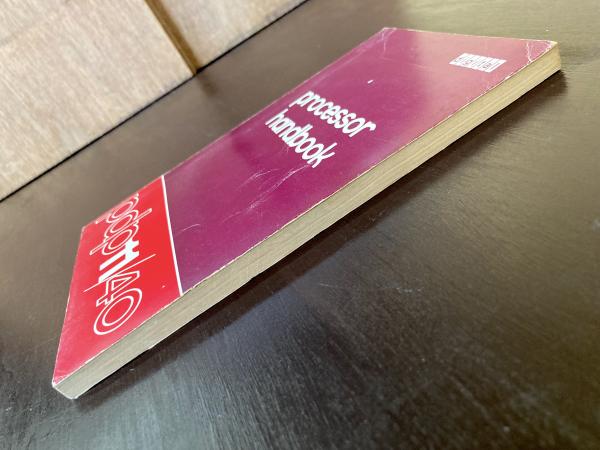 digital
processor
handbook
pdp11/40